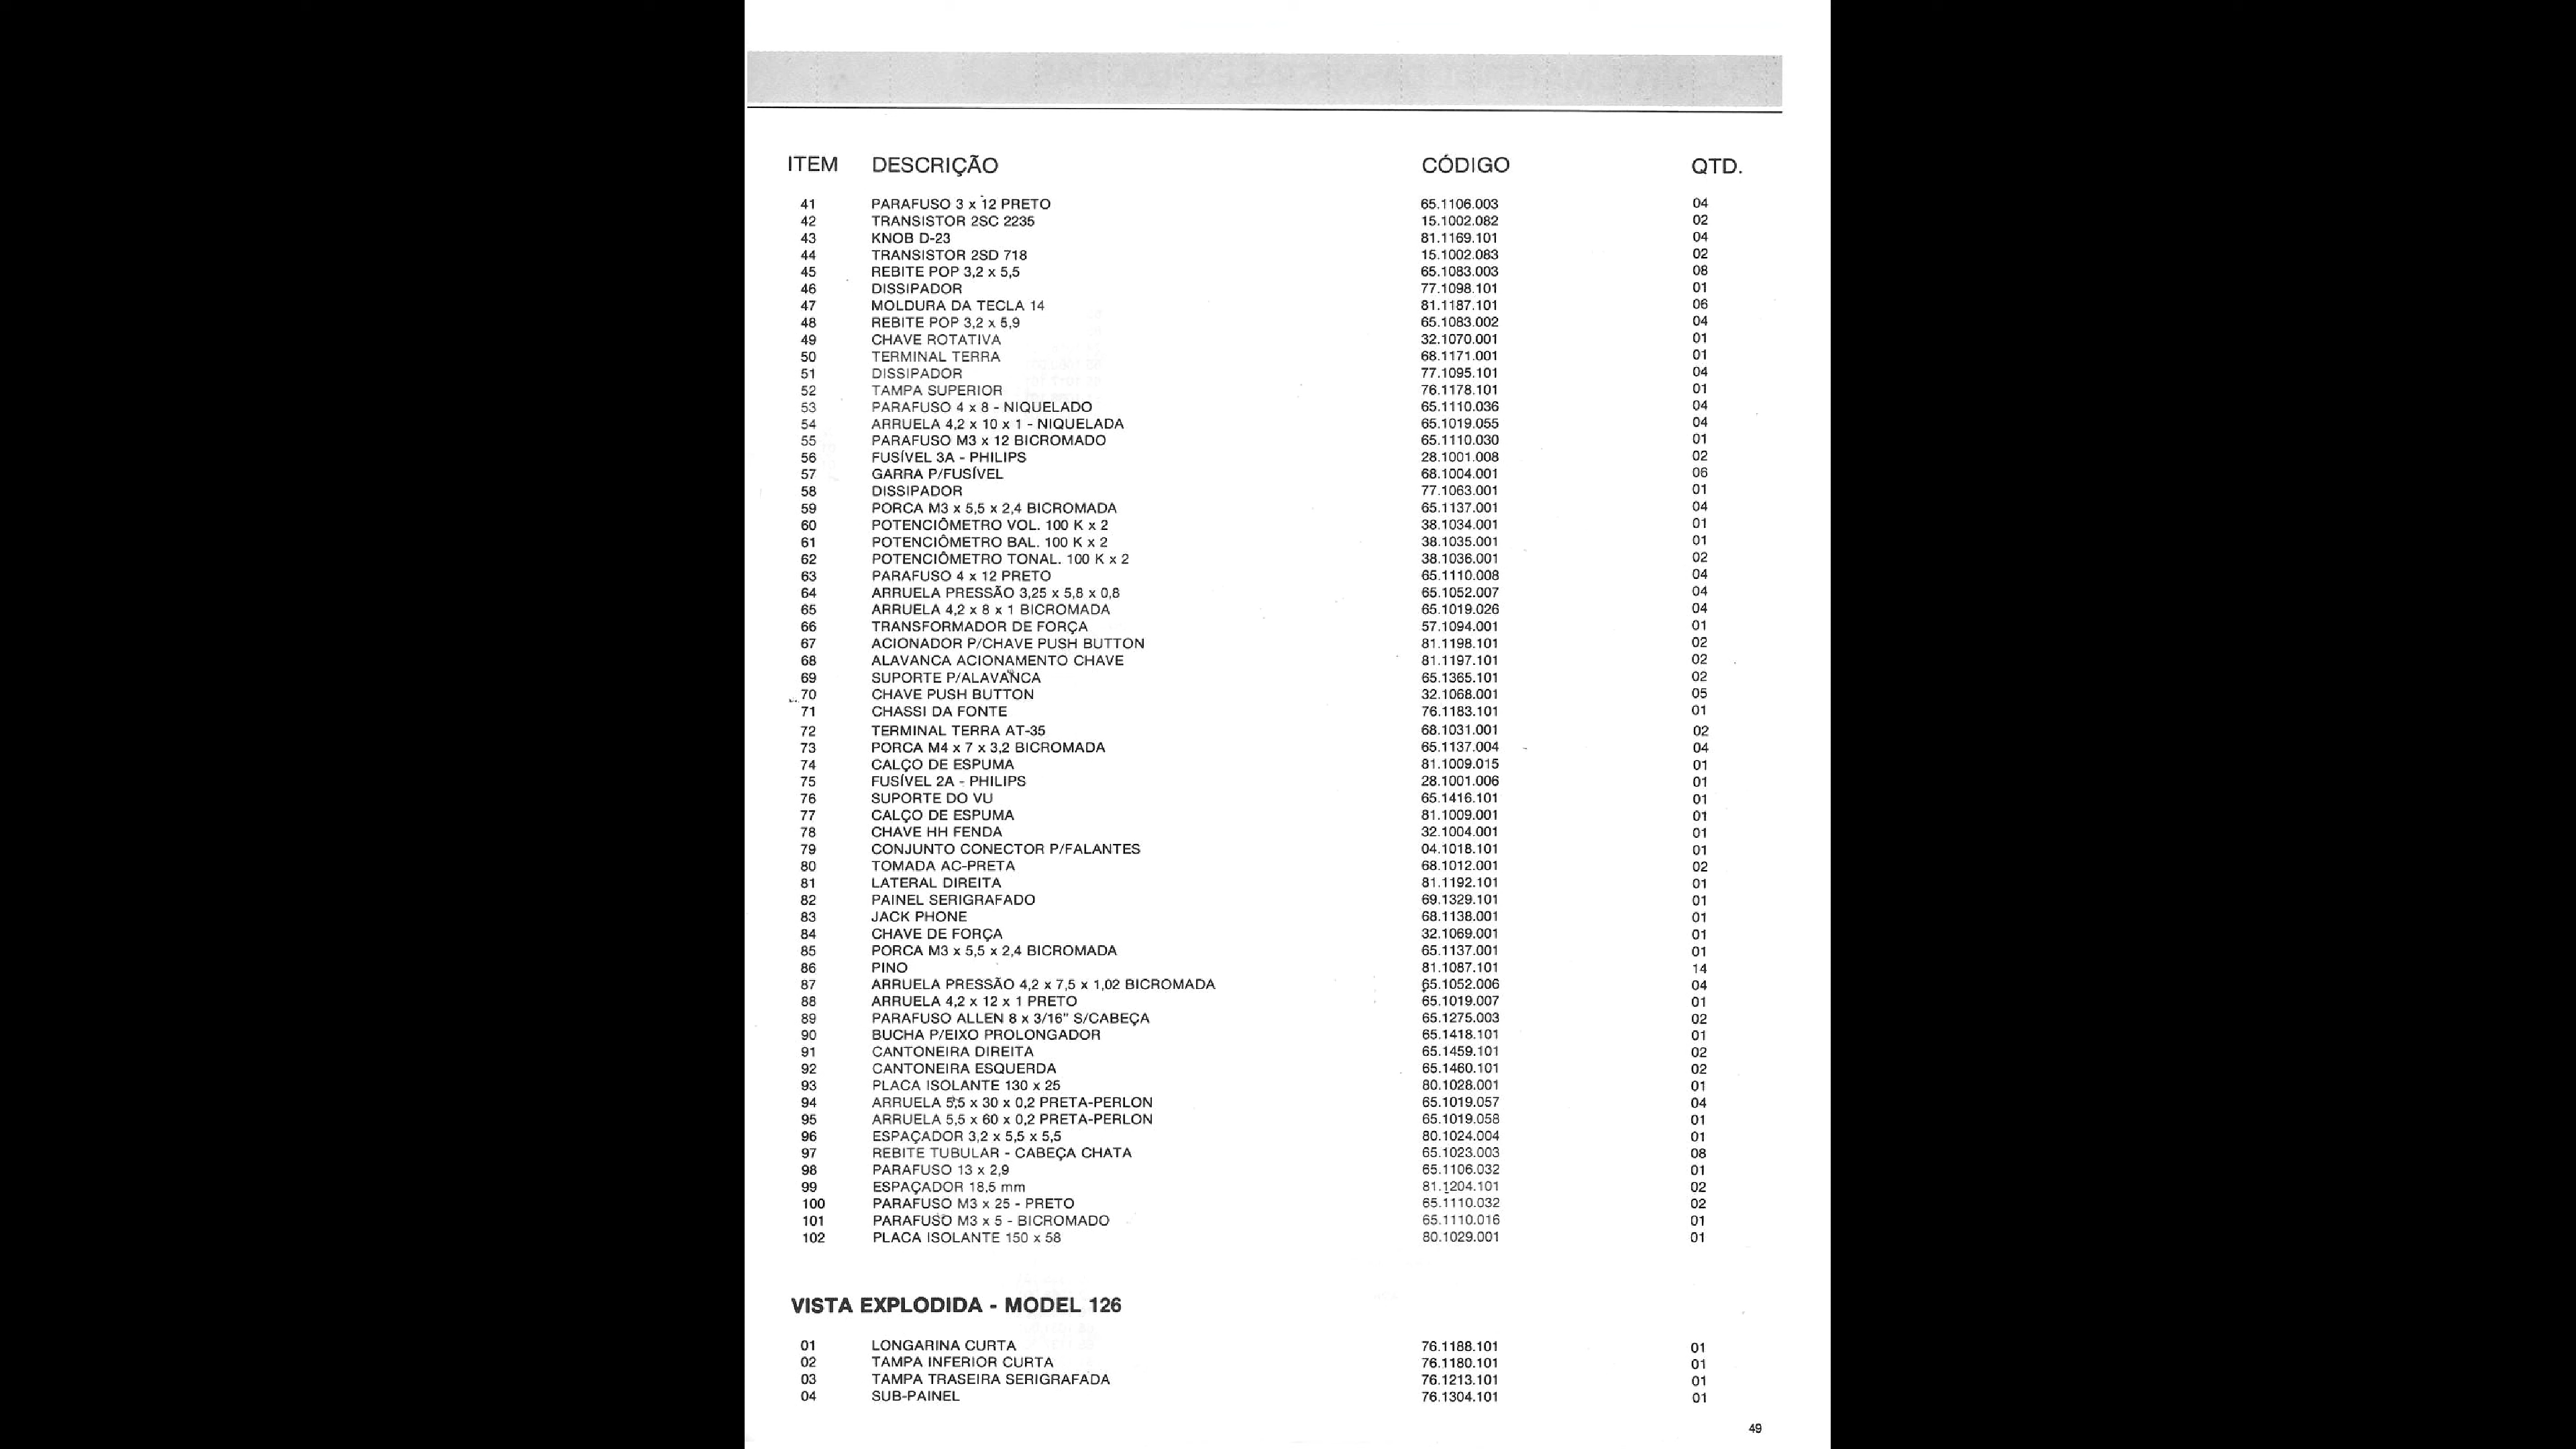 ITEM DESCRIÇÃO CÓDIGO QTD.
41 PARAFUSO 3 x 12 PRETO 65.1106.003 04
42 TRANSISTOR 2SC 2235 15.1002.082 02
43 KNOB D-23 81.1169.101 04
44 TRANSISTOR 2SD 718 15.1002.083 02
45 REBITE POP 3,2 x 5,5 65.1083.003 08
46 DISSIPADOR 77.1098.101 01
47 MOLDURA DA TECLA 14 81.1187.101 06
48 REBITE POP 3,2 x 5,9 65.1083.002 04
49 CHAVE ROTATIVA 32.1070.001 01
50 TERMINAL TERRA 68.1171.001 01
51 DISSIPADOR 77.1095.101 04
52 TAMPA SUPERIOR 76.1178.101 01
53 PARAFUSO 4 x 8 - NIQUELADO 65.1110.036 04
54 ARRUELA 4,2 x 10 x 1 - NIQUELADA 65.1019.055 04
55 PARAFUSO M3 x 12 BICROMADO 65.1110.030 01
56 FUSÍVEL 3A - PHILIPS 28.1001.008 02
57 GARRA P/FUSÍVEL 68.1004.001 06
58 DISSIPADOR 77.1063.001 01
59 PORCA M3 x 5,5 x 2,4 BICROMADA 65.1137.001 04
60 POTENCIÔMETRO VOL. 100 K x 2 38.1034.001 01
61 POTENCIÔMETRO BAL. 100 K x 2 38.1035.001 01
62 POTENCIÔMETRO TONAL. 100 K x 2 38.1036.001 02
63 PARAFUSO 4 x 12 PRETO 65.1110.008 04
64 ARRUELA PRESSÃO 3,25 x 5,8 x 0,8 65.1052.007 04
65 ARRUELA 4,2 x 8 x 1 BICROMADA 65.1019.026 04
66 TRANSFORMADOR DE FORÇA 57.1094.001 01
67 ACIONADOR P/CHAVE PUSH BUTTON 81.1198.101 02
68 ALAVANCA ACIONAMENTO CHAVE 81.1197.101 02
69 SUPORTE P/ALAVANCA 65.1365.101 02
70 CHAVE PUSH BUTTON 32.1068.001 05
71 CHASSI DA FONTE 76.1183.101 01
72 TERMINAL TERRA AT-35 68.1031.001 02
73 PORCA M4 x 7 x 3,2 BICROMADA 65.1137.004 04
74 CALÇO DE ESPUMA 81.1009.015 01
75 FUSÍVEL 2A - PHILIPS 28.1001.006 01
76 SUPORTE DO VU 65.1416.101 01
77 CALÇO DE ESPUMA 81.1009.001 01
78 CHAVE HH FENDA 32.1004.001 01
79 CONJUNTO CONECTOR P/FALANTES 04.1018.101 01
80 TOMADA AC-PRETA 68.1012.001 02
81 LATERAL DIREITA 81.1192.101 01
82 PAINEL SERIGRAFADO 69.1329.101 01
83 JACK PHONE 68.1138.001 01
84 CHAVE DE FORÇA 32.1069.001 01
85 PORCA M3 x 5,5 x 2,4 BICROMADA 65.1137.001 01
86 PINO 81.1087.101 14
87 ARRUELA PRESSÃO 4,2 x 7,5 x 1,02 BICROMADA 65.1052.006 04
88 ARRUELA 4,2 x 12 x 1 PRETO 65.1019.007 01
89 PARAFUSO ALLEN 8 x 3/16" S/CABEÇA 65.1275.003 02
90 BUCHA P/EIXO PROLONGADOR 65.1418.101 01
91 CANTONEIRA DIREITA 65.1459.101 02
92 CANTONEIRA ESQUERDA 65.1460.101 02
93 PLACA ISOLANTE 130 x 25 80.1028.001 01
94 ARRUELA 5,5 x 30 x 0,2 PRETA-PERLON 65.1019.057 04
95 ARRUELA 5,5 x 60 x 0,2 PRETA-PERLON 65.1019.058 01
96 ESPAÇADOR 3,2 x 5,5 x 5,5 80.1024.004 01
97 REBITE TUBULAR - CABEÇA CHATA 65.1023.003 08
98 PARAFUSO 13 x 2,9 65.1106.032 01
99 ESPAÇADOR 18,5 mm 81.1204.101 02
100 PARAFUSO M3 x 25 - PRETO 65.1110.032 02
101 PARAFUSO M3 x 5 - BICROMADO 65.1110.016 01
102 PLACA ISOLANTE 150 x 58 80.1029.001 01
VISTA EXPLODIDA - MODEL 126
01 LONGARINA CURTA 76.1188.101 01
02 TAMPA INFERIOR CURTA 76.1180.101 01
03 TAMPA TRASEIRA SERIGRAFADA 76.1213.101 01
04 SUB-PAINEL 76.1304.101 01
49